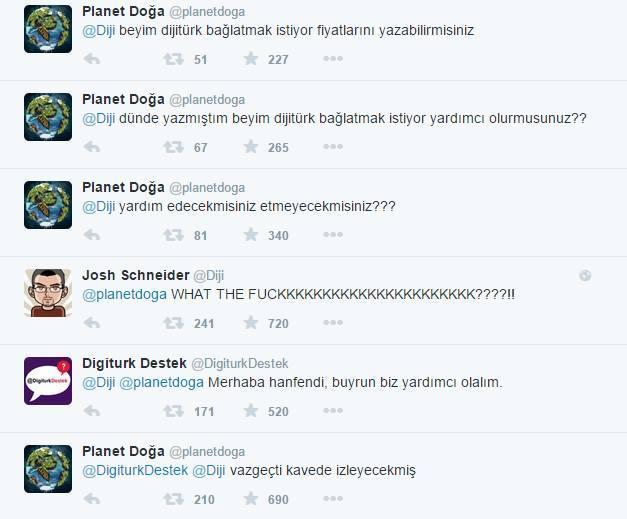 Planet Doğa @planetdoga
@Diji beyim dijitürk bağlatmak istiyor fiyatlarını yazabilirmisiniz
51 227
Planet Doğa @planetdoga
@Diji dünde yazmıştım beyim dijitürk bağlatmak istiyor yardımcı olurmusunuz??
67 265
Planet Doğa @planetdoga
@Diji yardım edecekmisiniz etmeyecekmisiniz???
81 340
Josh Schneider @Diji
@planetdoga WHAT THE FUCKKKKKKKKKKKKKKKKKKKKKK????!!
241 720
?
@DigiturkDestek
Digiturk Destek @DigiturkDestek
@Diji @planetdoga Merhaba hanfendi, buyrun biz yardımcı olalım.
171 520
Planet Doğa @planetdoga
@DigiturkDestek @Diji vazgeçti kavede izleyecekmiş
210 690